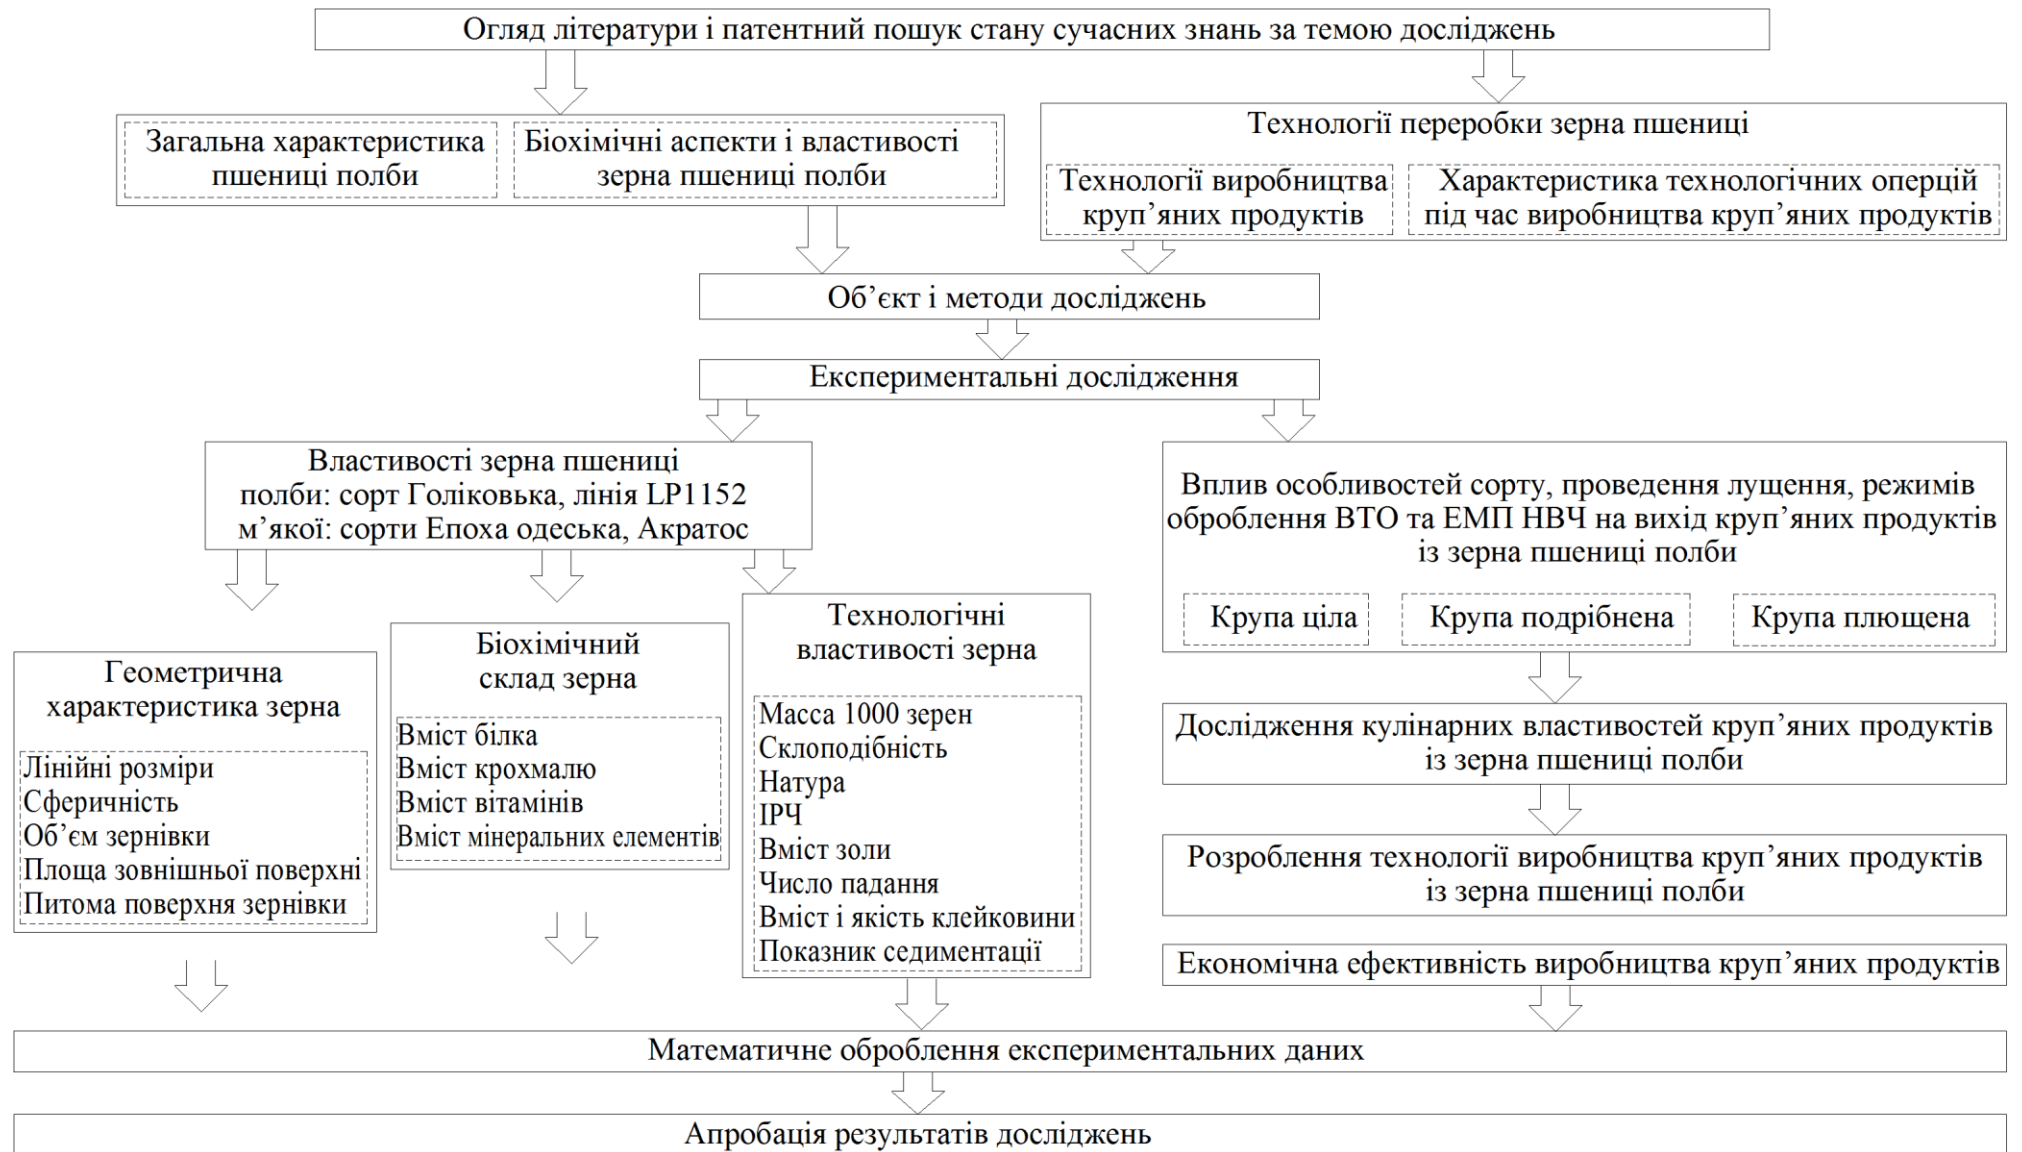 Огляд літератури і патентний пошук стану сучасних знань за темою досліджень
Загальна характеристика
пшениці полби
Біохімічні аспекти і властивості
зерна пшениці полби
Технології переробки зерна пшениці
Технології виробництва
круп’яних продуктів
Характеристика технологічних оперцій
під час виробництва круп’яних продуктів
Об’єкт і методи досліджень
Експериментальні дослідження
Властивості зерна пшениці
полби: сорт Голіковька, лінія LP1152
м’якої: сорти Епоха одеська, Акратос
Вплив особливостей сорту, проведення лущення, режимів
оброблення ВТО та ЕМП НВЧ на вихід круп’яних продуктів
із зерна пшениці полби
Крупа ціла
Крупа подрібнена
Крупа плющена
Геометрична
характеристика зерна
Лінійні розміри
Сферичність
Об’єм зернівки
Площа зовнішньої поверхні
Питома поверхня зернівки
Біохімічний
склад зерна
Вміст білка
Вміст крохмалю
Вміст вітамінів
Вміст мінеральних елементів
Технологічні
властивості зерна
Масса 1000 зерен
Склоподібність
Натура
ІРЧ
Вміст золи
Число падання
Вміст і якість клейковини
Показник седиментації
Дослідження кулінарних властивостей круп’яних продуктів
із зерна пшениці полби
Розроблення технології виробництва круп’яних продуктів
із зерна пшениці полби
Економічна ефективність виробництва круп’яних продуктів
Математичне оброблення експериментальних даних
Апробація результатів досліджень